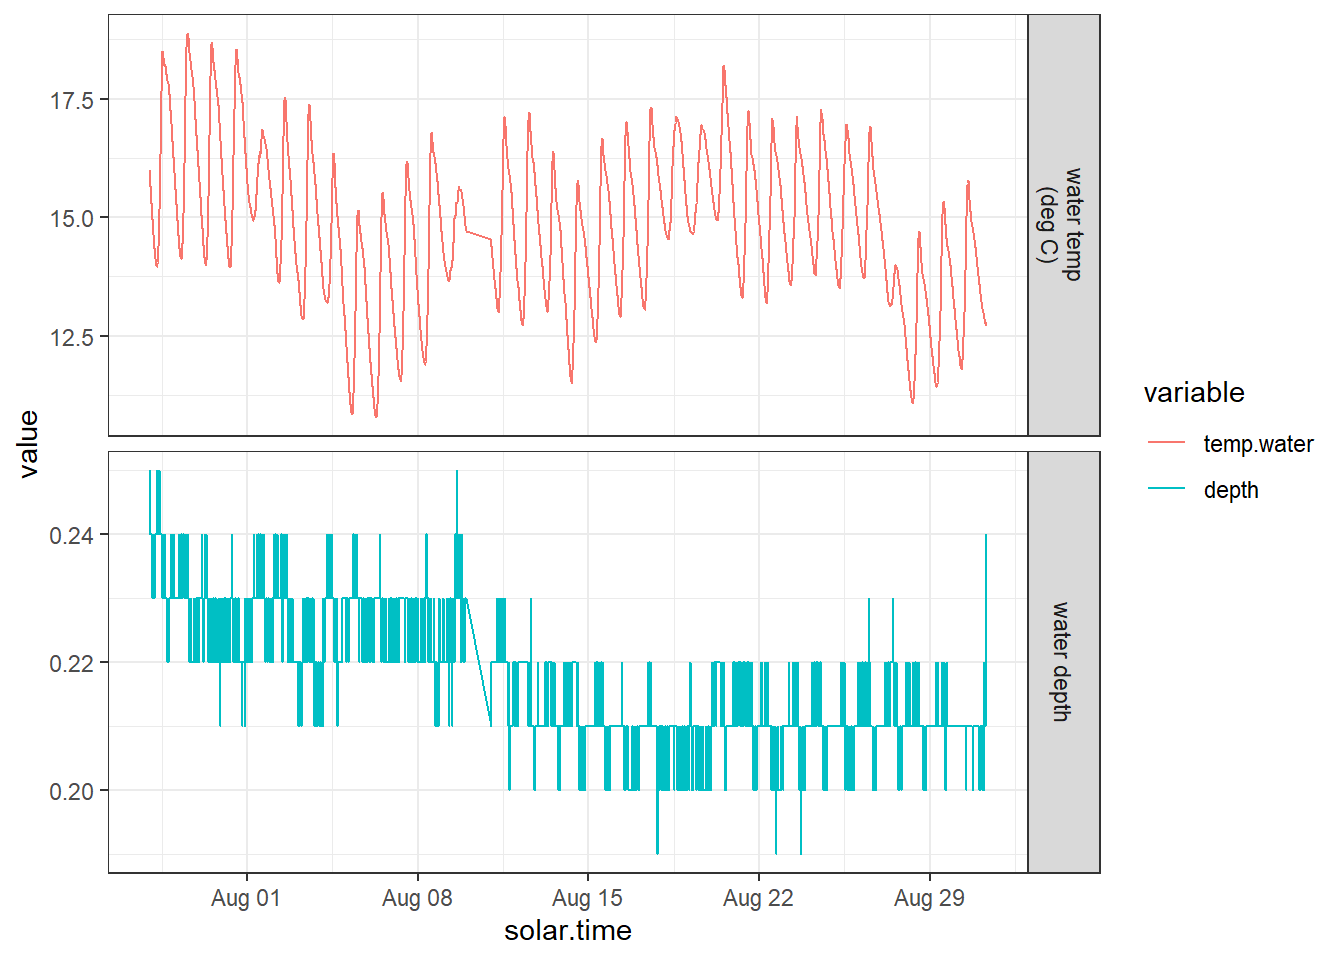 value
17.5
15.0
12.5
water temp
(deg C)
0.24
0.22
0.20
water depth
Aug 01
Aug 08
Aug 15
Aug 22
Aug 29
solar.time
variable
temp.water
depth